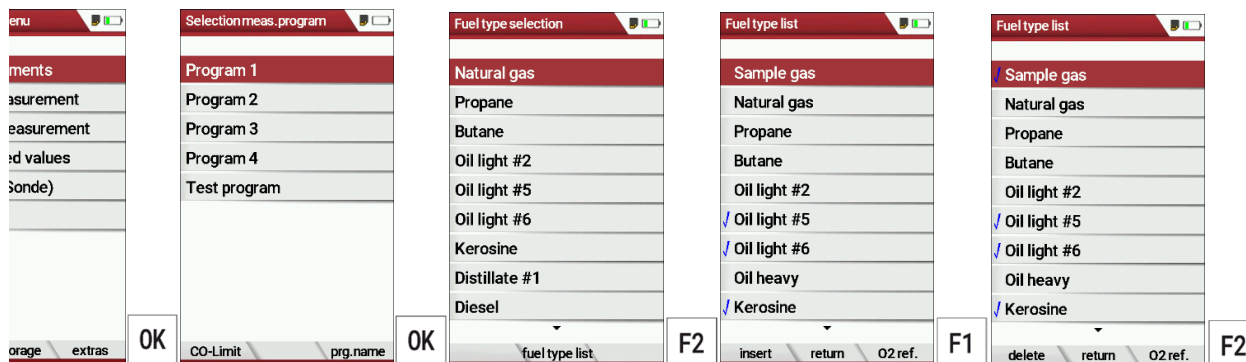 enu
ments
asurement
easurement
ed values
Sonde)
orage extras
OK
Selection meas.program
Program 1
Program 2
Program 3
Program 4
Test program
CO-Limit prg.name
OK
Fuel type selection
Natural gas
Propane
Butane
Oil light #2
Oil light #5
Oil light #6
Kerosine
Distillate #1
Diesel
fuel type list
F2
Fuel type list
Sample gas
Natural gas
Propane
Butane
Oil light #2
√ Oil light #5
√ Oil light #6
Oil heavy
√ Kerosine
insert return O2 ref.
F1
Fuel type list
√ Sample gas
Natural gas
Propane
Butane
Oil light #2
√ Oil light #5
√ Oil light #6
Oil heavy
√ Kerosine
delete return O2 ref.
F2